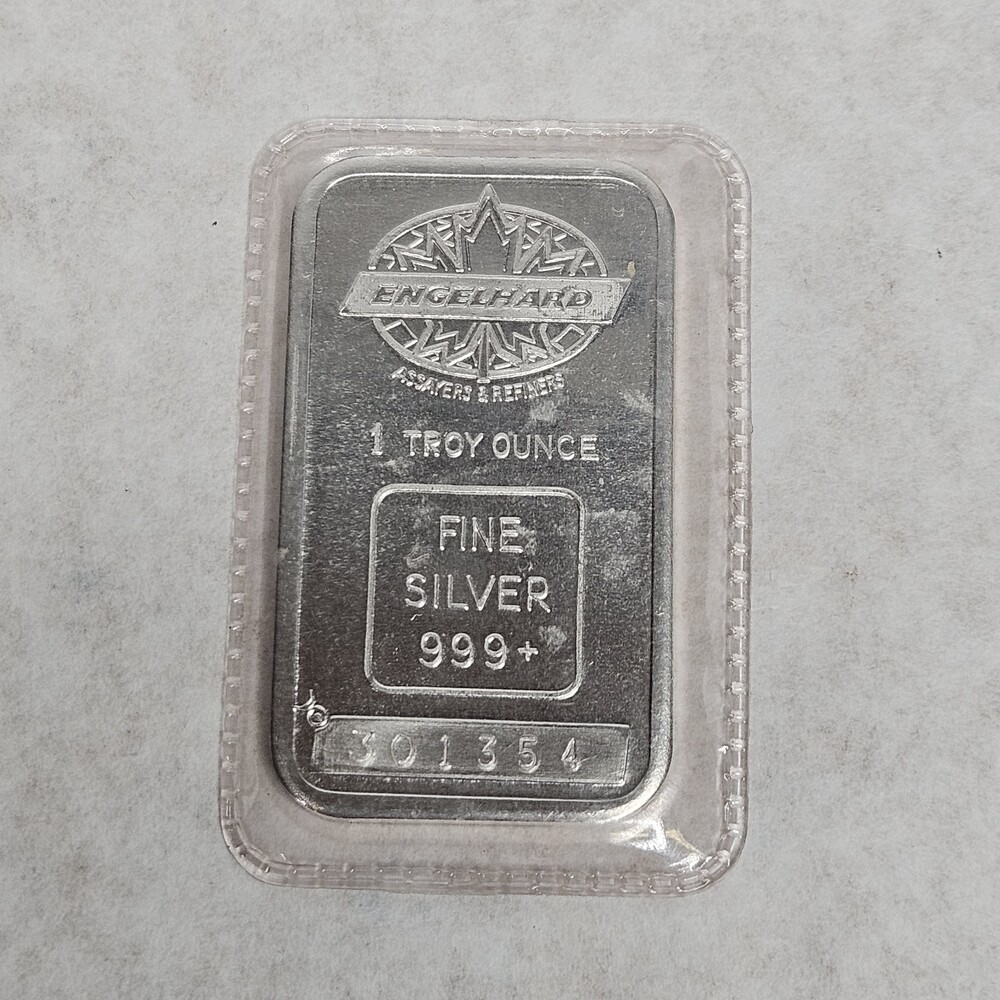 ENGELHARD
ASSAYERS & REFINERS
1 TROY OUNCE
FINE
SILVER
999+
301354